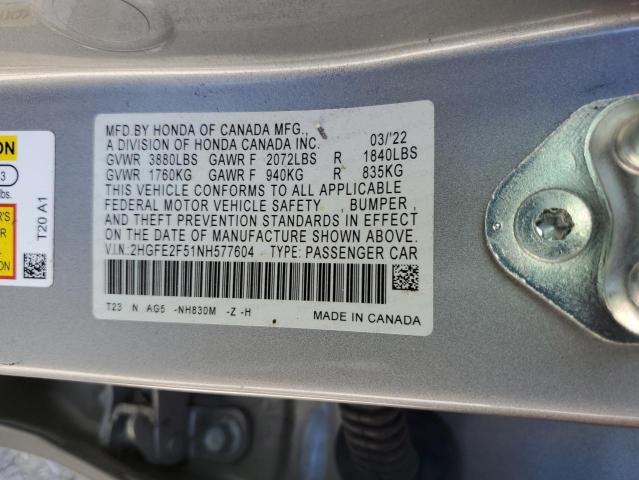 MFD.BY HONDA OF CANADA MFG.,
A DIVISION OF HONDA CANADA INC. 03/'22
GVWR 3880LBS GAWR F 2072LBS R 1840LBS
GVWR 1760KG GAWR F 940KG R 835KG
THIS VEHICLE CONFORMS TO ALL APPLICABLE
FEDERAL MOTOR VEHICLE SAFETY , BUMPER ,
AND THEFT PREVENTION STANDARDS IN EFFECT
ON THE DATE OF MANUFACTURE SHOWN ABOVE.
V.I.N:2HGFE2F51NH577604 TYPE: PASSENGER CAR
T23 N AG5 -NH830M -Z -H
MADE IN CANADA
T20 A1
3
lbs.